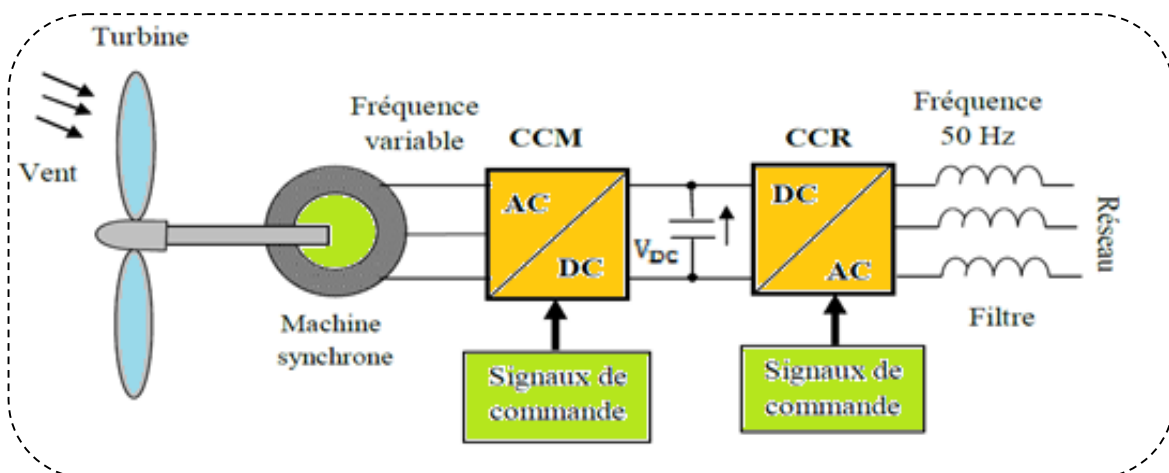 Turbine
Vent
Fréquence
variable
Machine
synchrone
CCM
AC
DC
Signaux de
commande
V_DC
CCR
DC
AC
Signaux de
commande
Fréquence
50 Hz
Filtre
Réseau